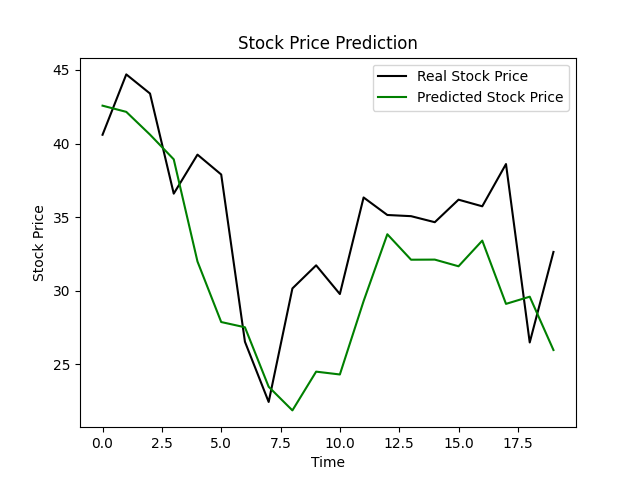 Stock Price Prediction
Real Stock Price
Predicted Stock Price
Stock Price
45
40
35
30
25
0.0 2.5 5.0 7.5 10.0 12.5 15.0 17.5
Time